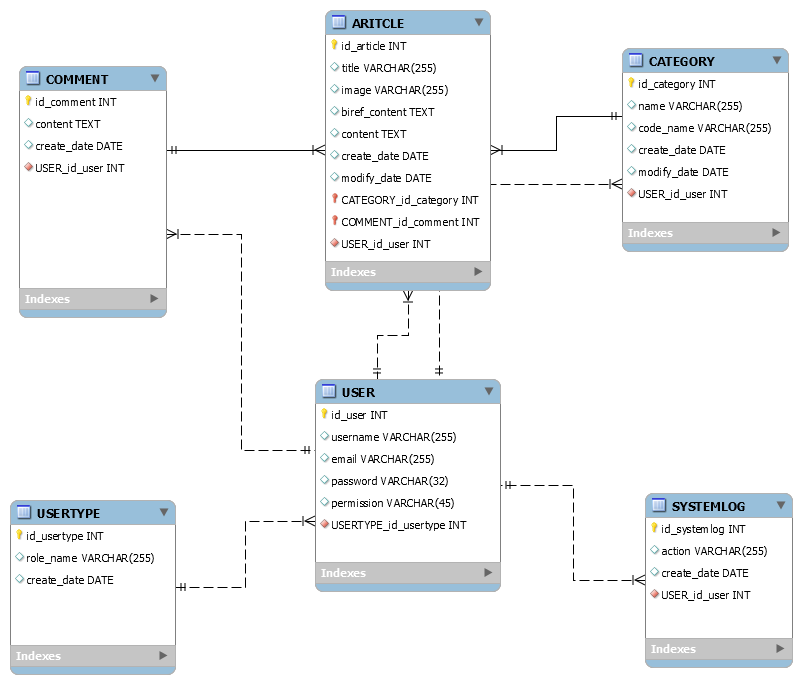 COMMENT
id_comment INT
content TEXT
create_date DATE
USER_id_user INT
Indexes
ARITCLE
id_article INT
title VARCHAR(255)
image VARCHAR(255)
biref_content TEXT
content TEXT
create_date DATE
modify_date DATE
CATEGORY_id_category INT
COMMENT_id_comment INT
USER_id_user INT
Indexes
CATEGORY
id_category INT
name VARCHAR(255)
code_name VARCHAR(255)
create_date DATE
modify_date DATE
USER_id_user INT
Indexes
USER
id_user INT
username VARCHAR(255)
email VARCHAR(255)
password VARCHAR(32)
permission VARCHAR(45)
USERTYPE_id_usertype INT
Indexes
USERTYPE
id_usertype INT
role_name VARCHAR(255)
create_date DATE
Indexes
SYSTEMLOG
id_systemlog INT
action VARCHAR(255)
create_date DATE
USER_id_user INT
Indexes